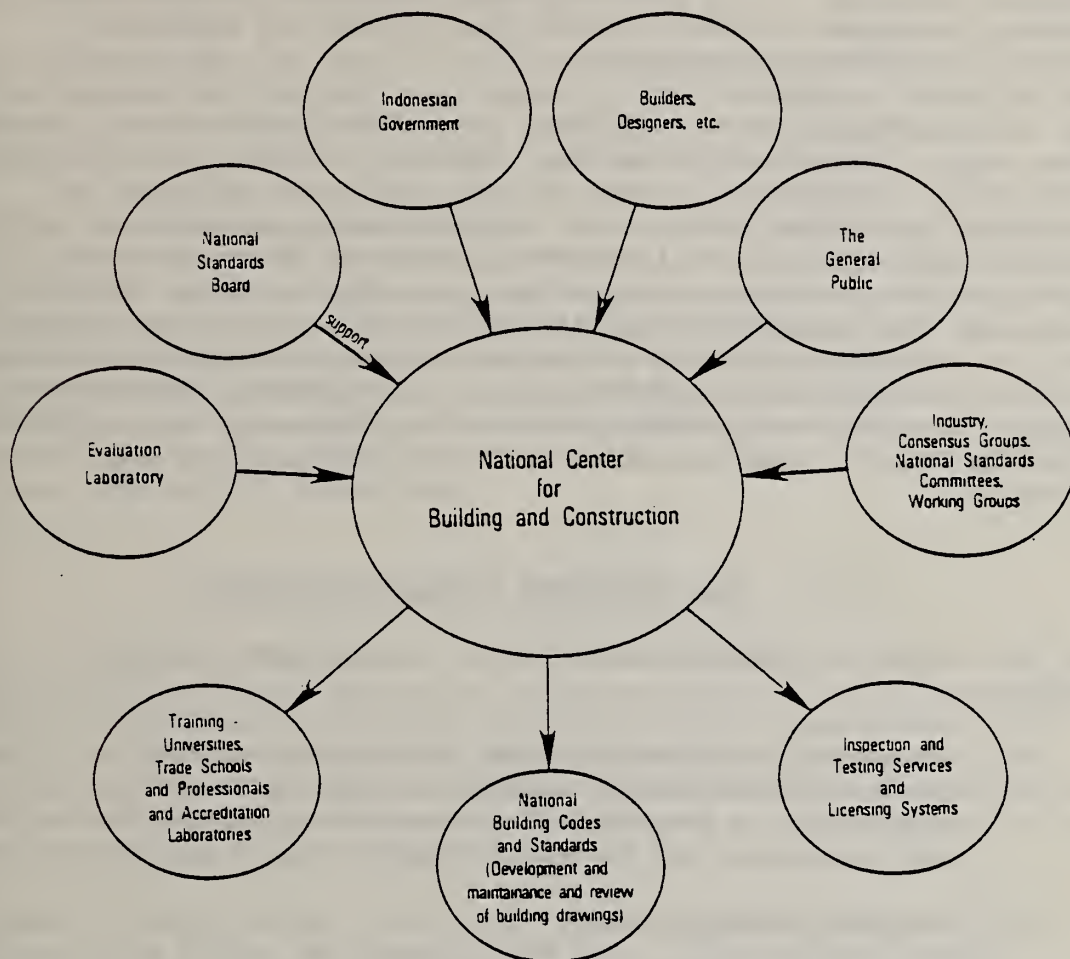 Indonesian
Government
Builders,
Designers, etc.
National
Standards
Board
The
General
Public
support
Evaluation
Laboratory
National Center
for
Building and Construction
Industry,
Consensus Groups,
National Standards
Committees,
Working Groups
Training -
Universities,
Trade Schools
and Professionals
and Accreditation
Laboratories
National
Building Codes
and Standards
(Development and
maintainance and review
of building drawings)
Inspection and
Testing Services
and
Licensing Systems